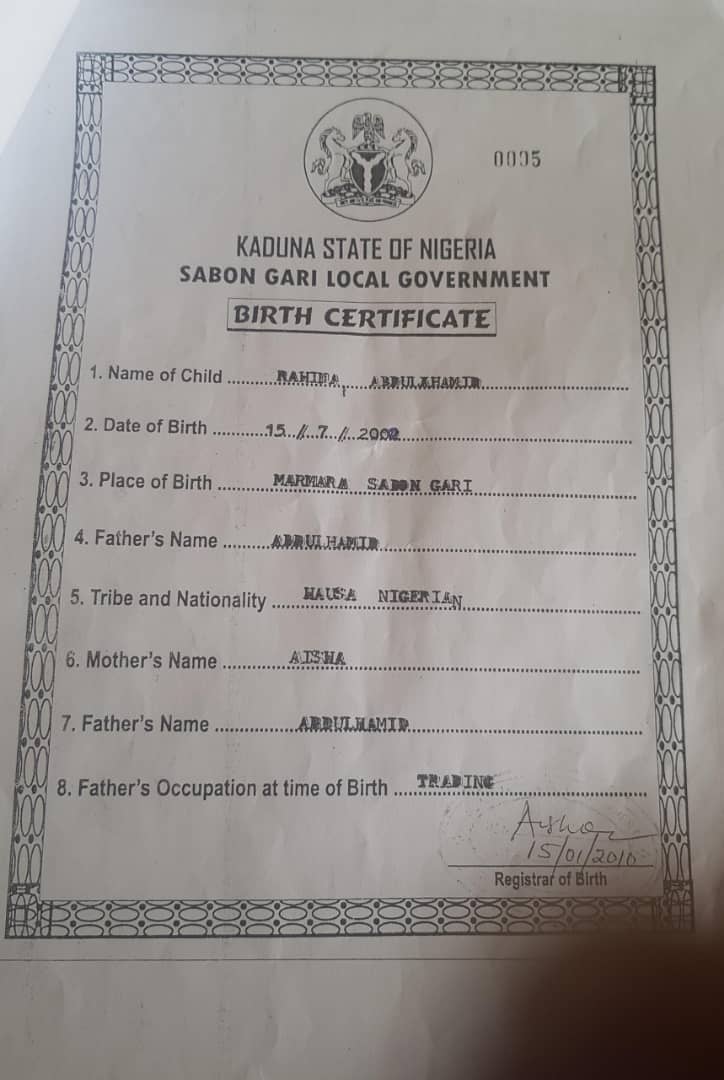 0005
KADUNA STATE OF NIGERIA
SABON GARI LOCAL GOVERNMENT
BIRTH CERTIFICATE
1. Name of Child ............ RAHIMA, ABDULKHAMID
2. Date of Birth ............ 15../7../..2002
3. Place of Birth ............ MARMARA SABON GARI
4. Father's Name ............ ABDULHAMID
5. Tribe and Nationality ............ HAUSA NIGERIAN
6. Mother's Name ............ AISHA
7. Father's Name ............ ABDULHAMID
8. Father's Occupation at time of Birth ..... TRADING
15/01/2010
Registrar of Birth